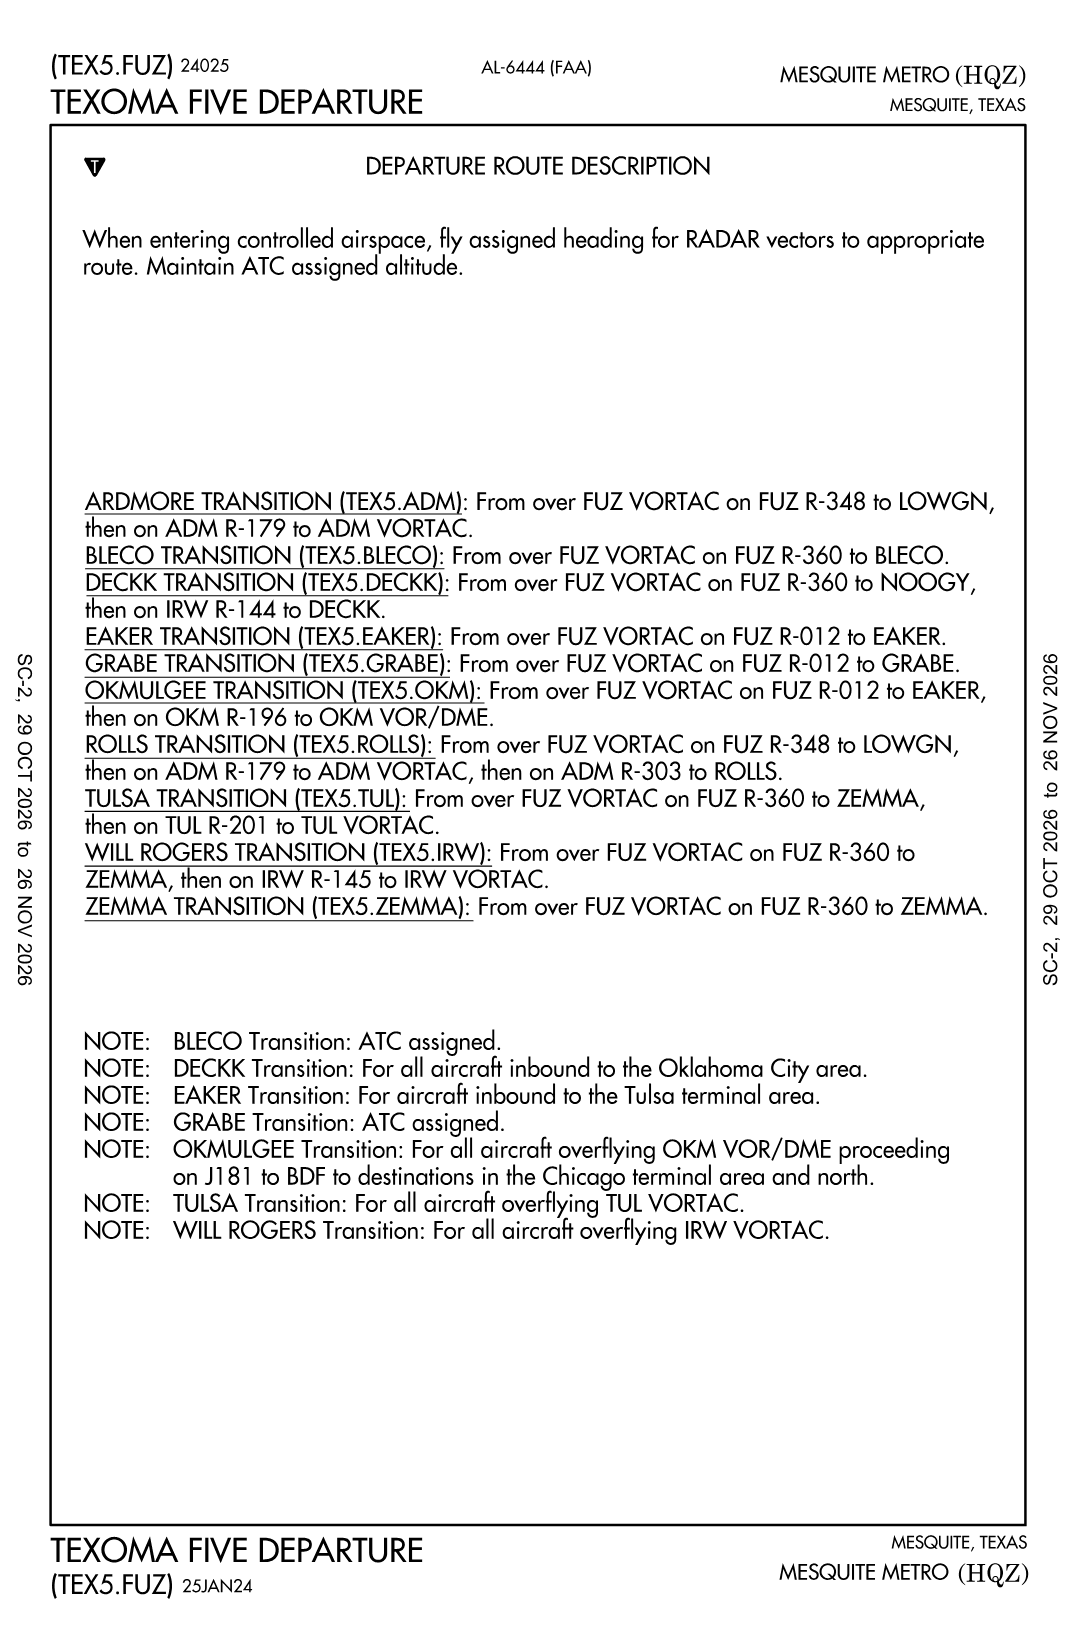 (TEX5.FUZ) 24025
AL-6444 (FAA)
MESQUITE METRO (HQZ)
TEXOMA FIVE DEPARTURE
MESQUITE, TEXAS
T
DEPARTURE ROUTE DESCRIPTION
When entering controlled airspace, fly assigned heading for RADAR vectors to appropriate
route. Maintain ATC assigned altitude.
ARDMORE TRANSITION (TEX5.ADM): From over FUZ VORTAC on FUZ R-348 to LOWGN,
then on ADM R-179 to ADM VORTAC.
BLECO TRANSITION (TEX5.BLECO): From over FUZ VORTAC on FUZ R-360 to BLECO.
DECKK TRANSITION (TEX5.DECKK): From over FUZ VORTAC on FUZ R-360 to NOOGY,
then on IRW R-144 to DECKK.
EAKER TRANSITION (TEX5.EAKER): From over FUZ VORTAC on FUZ R-012 to EAKER.
GRABE TRANSITION (TEX5.GRABE): From over FUZ VORTAC on FUZ R-012 to GRABE.
OKMULGEE TRANSITION (TEX5.OKM): From over FUZ VORTAC on FUZ R-012 to EAKER,
then on OKM R-196 to OKM VOR/DME.
ROLLS TRANSITION (TEX5.ROLLS): From over FUZ VORTAC on FUZ R-348 to LOWGN,
then on ADM R-179 to ADM VORTAC, then on ADM R-303 to ROLLS.
TULSA TRANSITION (TEX5.TUL): From over FUZ VORTAC on FUZ R-360 to ZEMMA,
then on TUL R-201 to TUL VORTAC.
WILL ROGERS TRANSITION (TEX5.IRW): From over FUZ VORTAC on FUZ R-360 to
ZEMMA, then on IRW R-145 to IRW VORTAC.
ZEMMA TRANSITION (TEX5.ZEMMA): From over FUZ VORTAC on FUZ R-360 to ZEMMA.
NOTE: BLECO Transition: ATC assigned.
NOTE: DECKK Transition: For all aircraft inbound to the Oklahoma City area.
NOTE: EAKER Transition: For aircraft inbound to the Tulsa terminal area.
NOTE: GRABE Transition: ATC assigned.
NOTE: OKMULGEE Transition: For all aircraft overflying OKM VOR/DME proceeding
on J181 to BDF to destinations in the Chicago terminal area and north.
NOTE: TULSA Transition: For all aircraft overflying TUL VORTAC.
NOTE: WILL ROGERS Transition: For all aircraft overflying IRW VORTAC.
SC-2, 29 OCT 2026 to 26 NOV 2026
SC-2, 29 OCT 2026 to 26 NOV 2026
TEXOMA FIVE DEPARTURE
MESQUITE, TEXAS
(TEX5.FUZ) 25JAN24
MESQUITE METRO (HQZ)